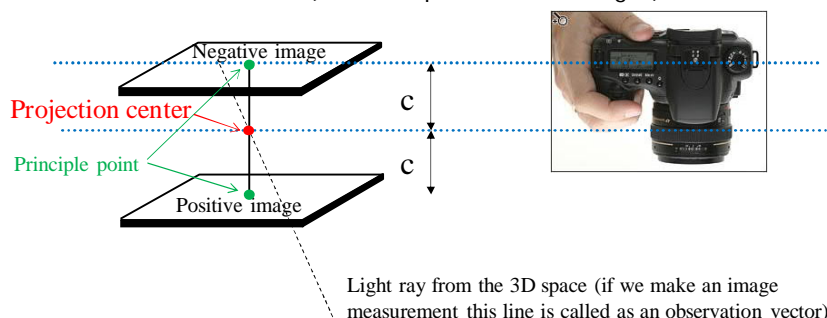 Negative image
c
Projection center
c
Principle point
Positive image
Light ray from the 3D space (if we make an image
measurement this line is called as an observation vector)